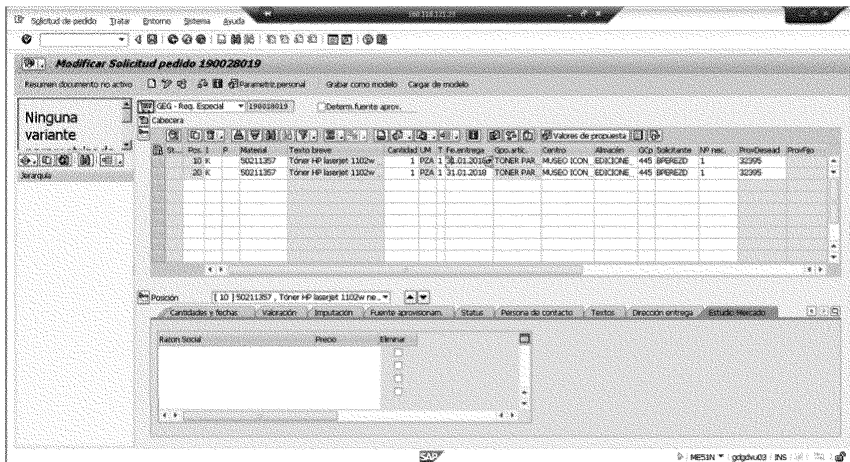 Solicitud de pedido Tratar Entorno Sistema Ayuda
Modificar Solicitud pedido 190028019
Resumen documento no activo Parametriz.personal Grabar como modelo Cargar de modelo
Ninguna
variante
Jerarquía
GEG - Req. Especial 190028019 Determ.fuente aprov.
Cabecera
Valores de propuesta
St... Pos. I P Material Texto breve Cantidad UM T Fe.entrega Gpo.artíc. Centro Almacén GCp Solicitante Nº nec. ProvDesead ProvFijo
10 K 50211357 Tóner HP laserjet 1102w ... 1 PZA 1 31.01.2018 TONER PAR MUSEO ICON EDICIONE 445 BPEREZD 1 32395
20 K 50211357 Tóner HP laserjet 1102w ... 1 PZA 1 31.01.2018 TONER PAR MUSEO ICON EDICIONE 445 BPEREZD 1 32395
Posición [ 10 ] 50211357 , Tóner HP laserjet 1102w ne...
Cantidades y fechas Valoración Imputación Fuente aprovisionam. Status Persona de contacto Textos Dirección entrega Estudio Mercado
Razon Social Precio Eliminar
SAP ME51N gdgdvu03 INS